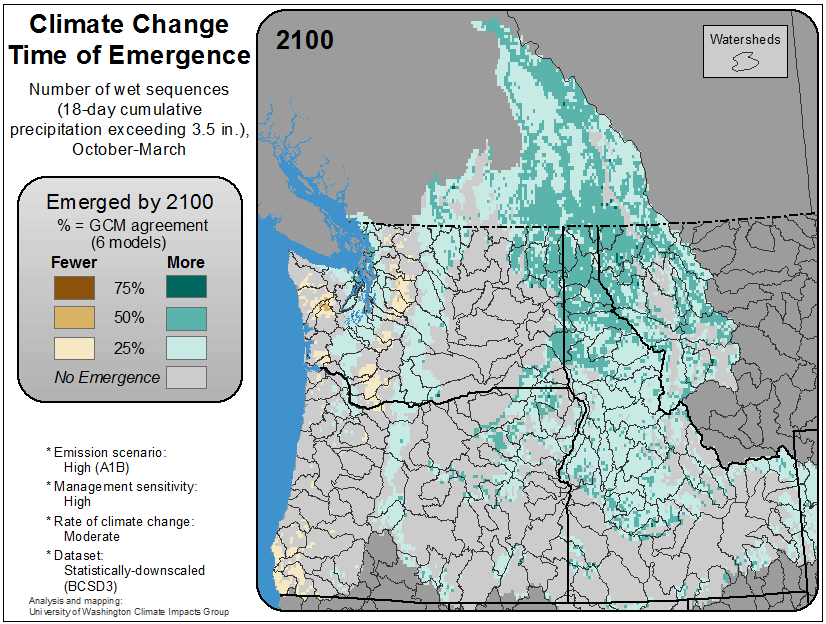 Climate Change
Time of Emergence
Number of wet sequences
(18-day cumulative
precipitation exceeding 3.5 in.),
October-March
Emerged by 2100
% = GCM agreement
(6 models)
Fewer More
75%
50%
25%
No Emergence
* Emission scenario:
High (A1B)
* Management sensitivity:
High
* Rate of climate change:
Moderate
* Dataset:
Statistically-downscaled
(BCSD3)
Analysis and mapping:
University of Washington Climate Impacts Group
2100
Watersheds